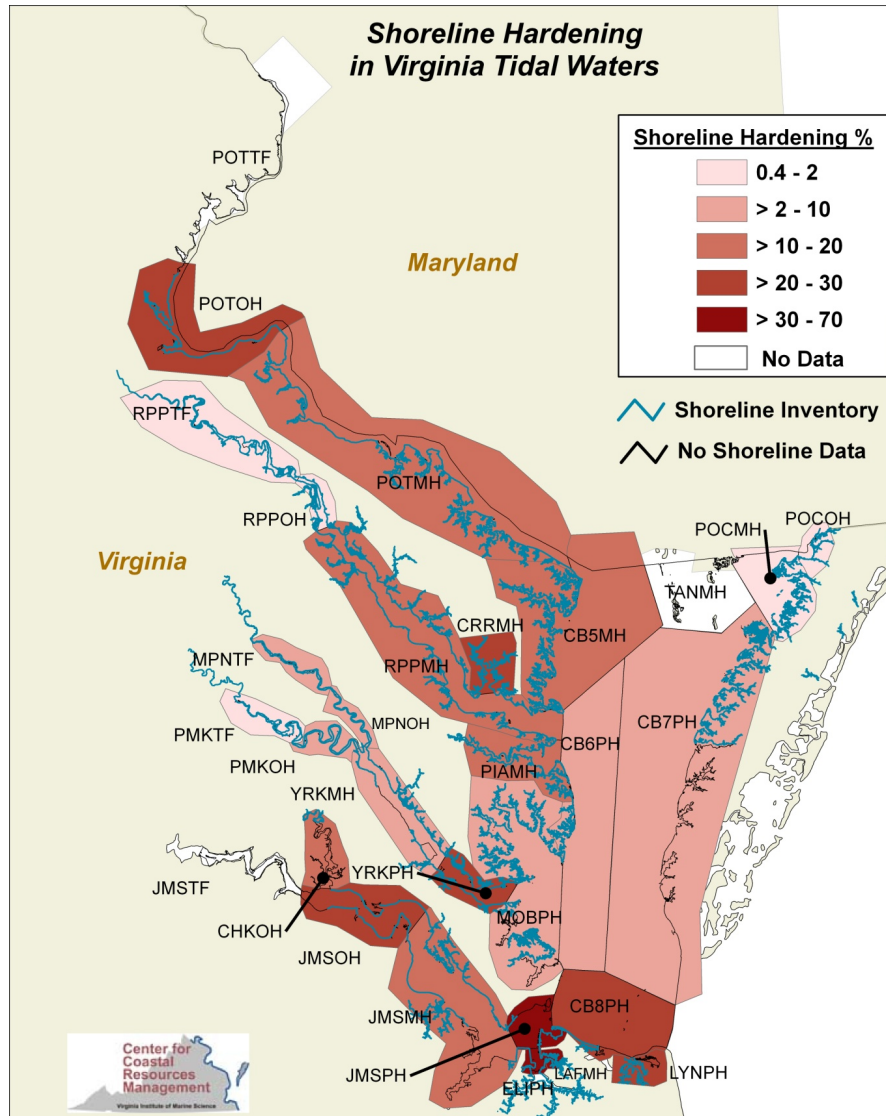 Shoreline Hardening
in Virginia Tidal Waters
Shoreline Hardening %
0.4 - 2
> 2 - 10
> 10 - 20
> 20 - 30
> 30 - 70
No Data
Shoreline Inventory
No Shoreline Data
POTTF
Maryland
POTOH
RPPTF
POTMH
RPPOH
POCMH
POCOH
Virginia
TANMH
CRRMH
CB5MH
MPNTF
RPPMH
PMKTF
MPNOH
CB7PH
CB6PH
PMKOH
PIAMH
YRKMH
YRKPH
JMSTF
MOBPH
CHKOH
JMSOH
CB8PH
JMSMH
JMSPH
LAFMH
LYNPH
ELIPH
Center for
Coastal
Resources
Management
Virginia Institute of Marine Science